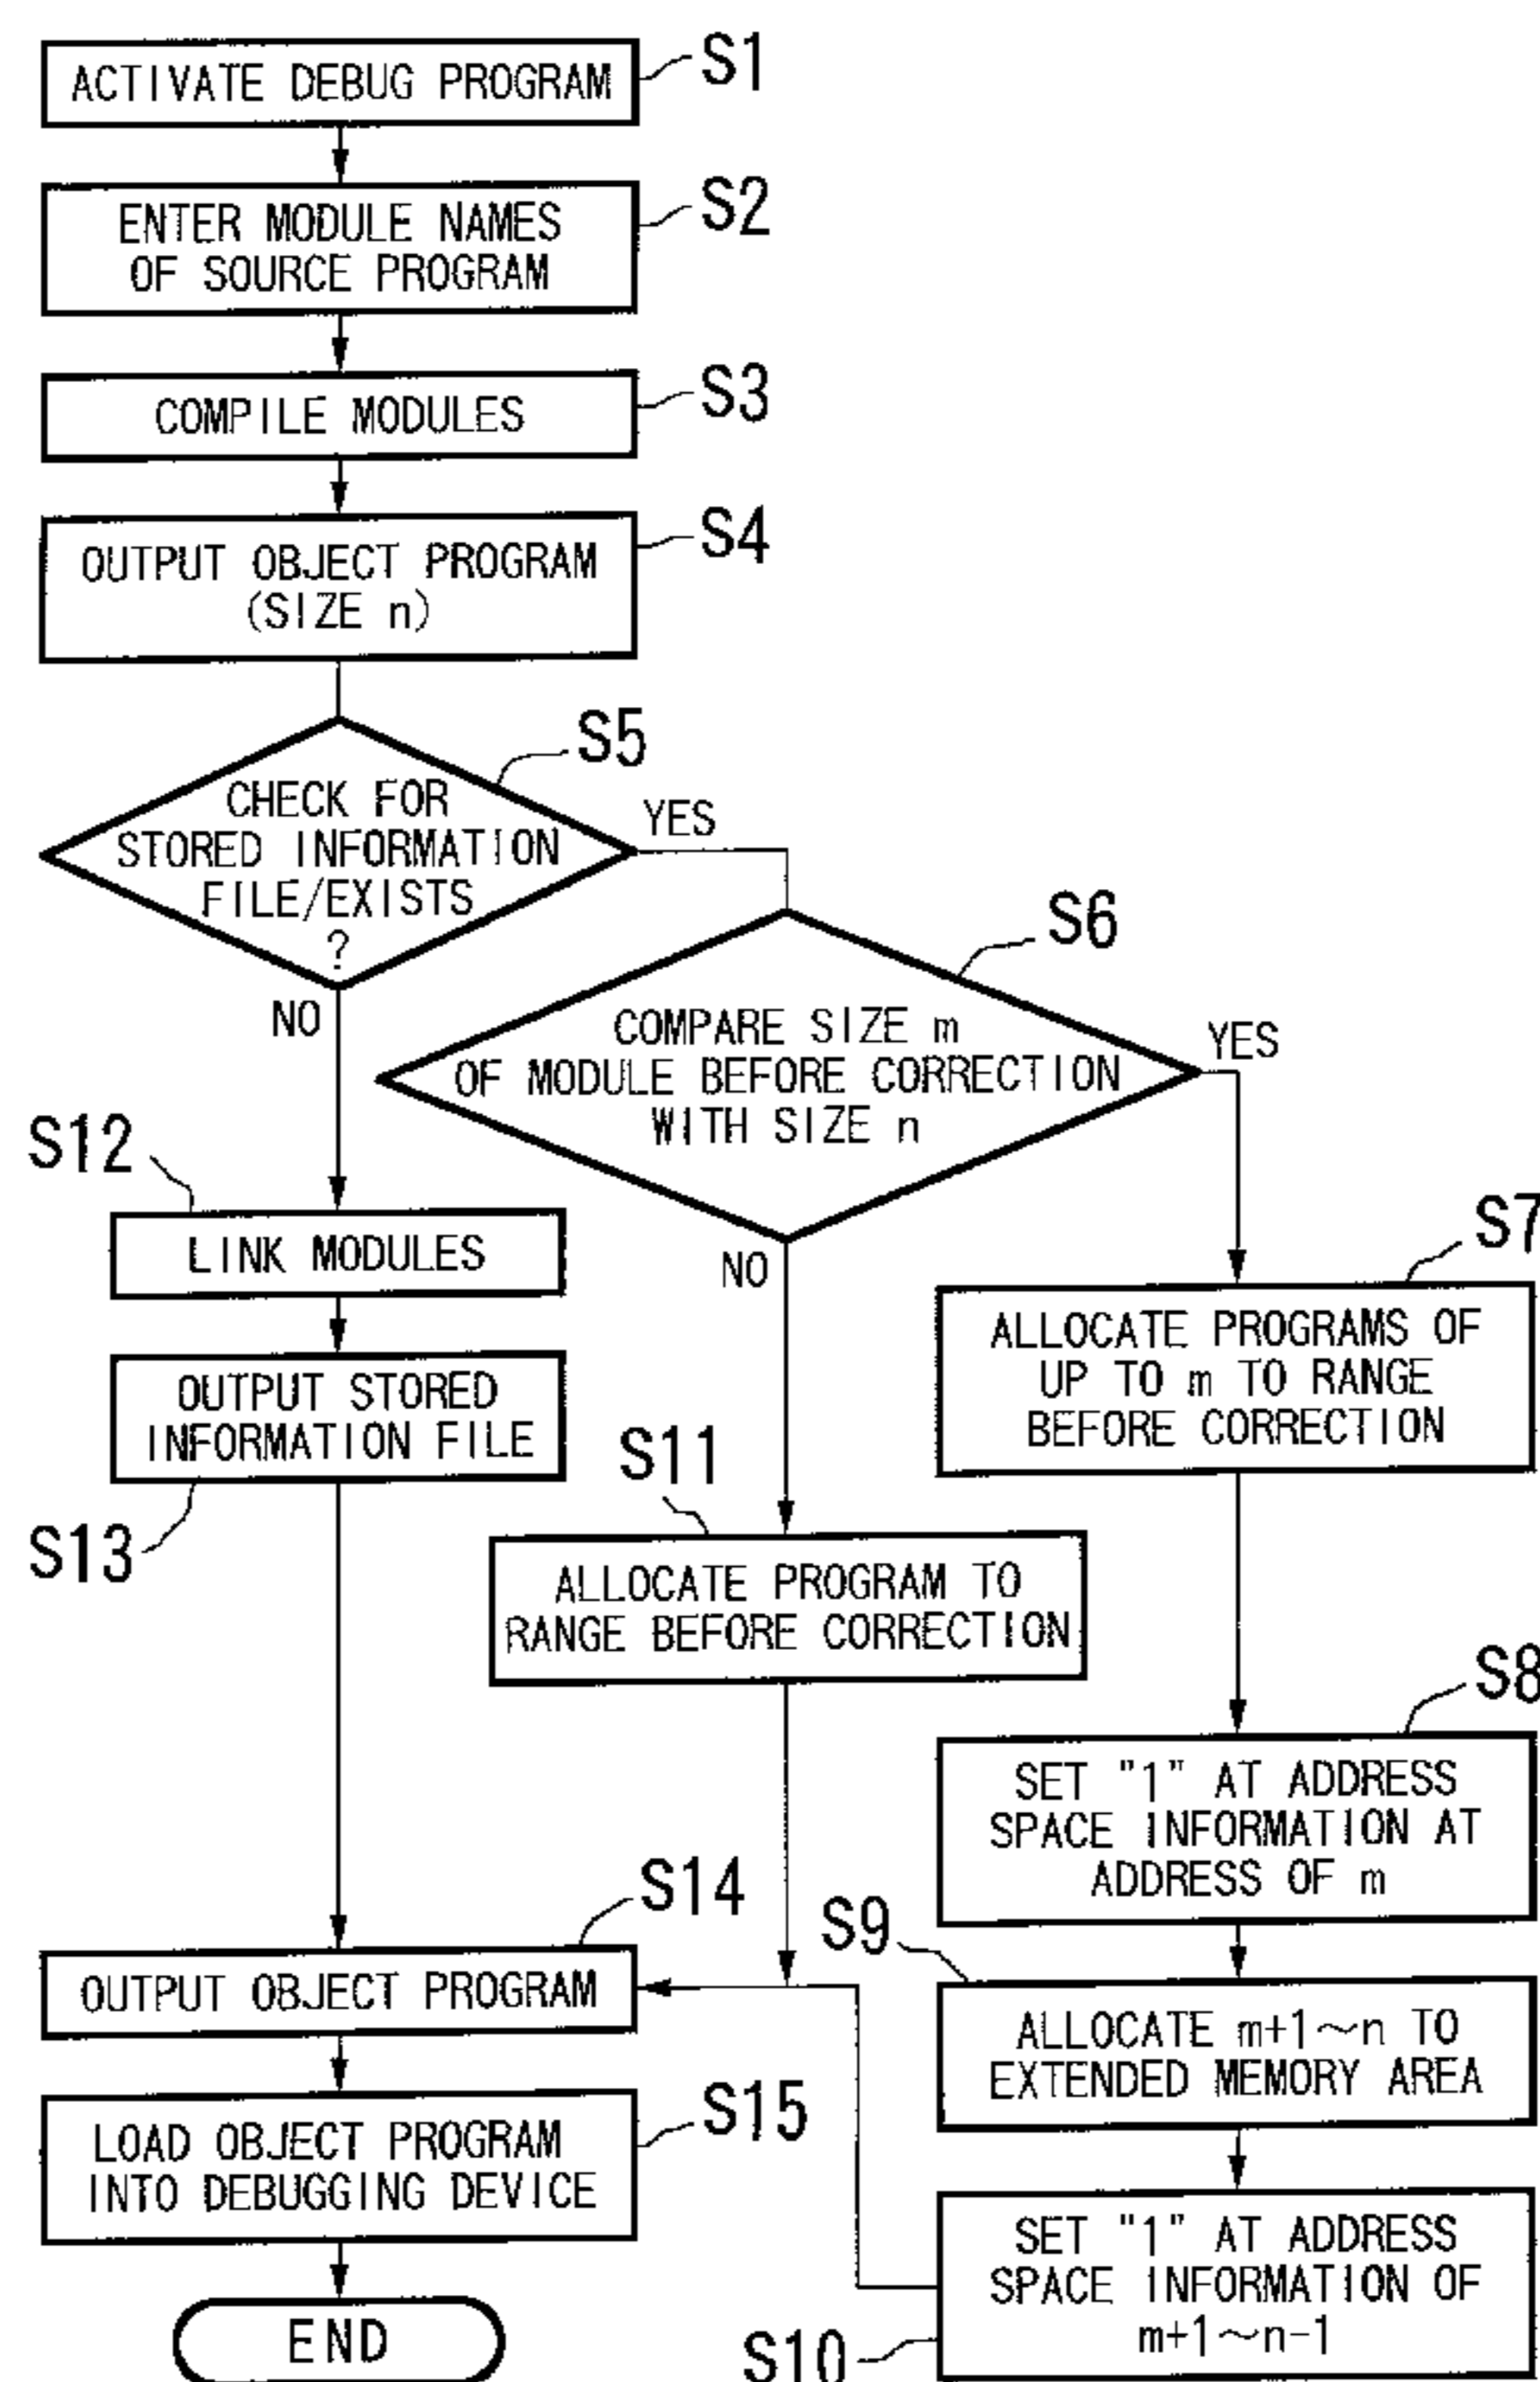 S1
ACTIVATE DEBUG PROGRAM
S2
ENTER MODULE NAMES
OF SOURCE PROGRAM
S3
COMPILE MODULES
S4
OUTPUT OBJECT PROGRAM
(SIZE n)
S5
CHECK FOR
STORED INFORMATION
FILE/EXISTS
?
YES
NO
S6
COMPARE SIZE m
OF MODULE BEFORE CORRECTION
WITH SIZE n
YES
NO
S12
LINK MODULES
OUTPUT STORED
INFORMATION FILE
S13
S11
ALLOCATE PROGRAM TO
RANGE BEFORE CORRECTION
S7
ALLOCATE PROGRAMS OF
UP TO m TO RANGE
BEFORE CORRECTION
S8
SET "1" AT ADDRESS
SPACE INFORMATION AT
ADDRESS OF m
S9
ALLOCATE m+1~n TO
EXTENDED MEMORY AREA
SET "1" AT ADDRESS
SPACE INFORMATION OF
m+1~n-1
S10
S14
OUTPUT OBJECT PROGRAM
S15
LOAD OBJECT PROGRAM
INTO DEBUGGING DEVICE
END